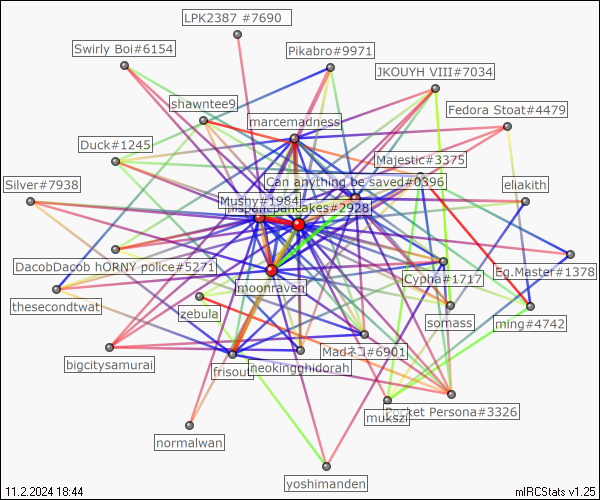 LPK2387 #7690
Swirly Boi#6154
Pikabro#9971
JKOUYH VIII#7034
shawntee9
Fedora Stoat#4479
marcemadness
Duck#1245
Majestic#3375
Silver#7938
Can anything be saved#0396
eliakith
Mushy#1984
#2928
DacobDacob hORNY police#5271
Cypha#1717
Eg.Master#1378
moonraven
thesecondtwat
zebula
somass
ming#4742
Madネコ#6901
bigcitysamurai
frisout
neokingghidorah
Pocket Persona#3326
mukszi
normalwan
yoshimanden
11.2.2024 18:44
mIRCStats v1.25